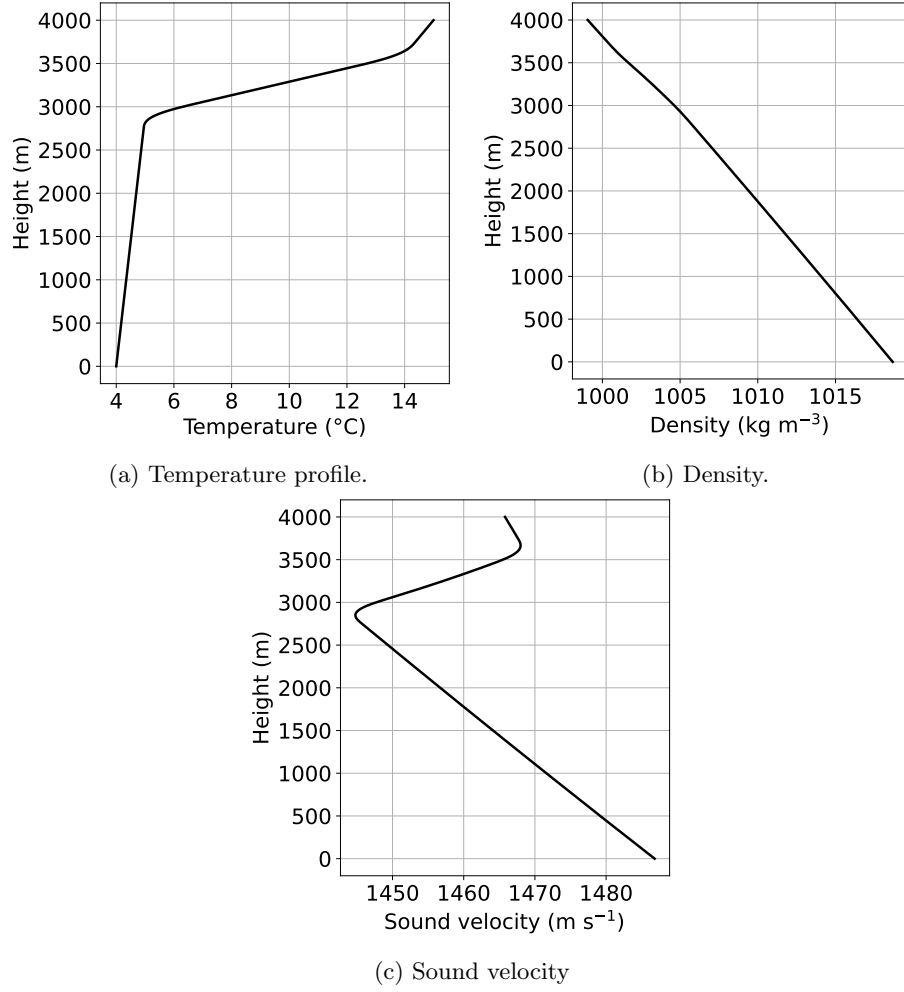 4000
3500
3000
2500
2000
1500
1000
500
0
Height (m)
4 6 8 10 12 14
Temperature (°C)
(a) Temperature profile.
4000
3500
3000
2500
2000
1500
1000
500
0
Height (m)
1000 1005 1010 1015
Density (kg m⁻³)
(b) Density.
4000
3500
3000
2500
2000
1500
1000
500
0
Height (m)
1450 1460 1470 1480
Sound velocity (m s⁻¹)
(c) Sound velocity